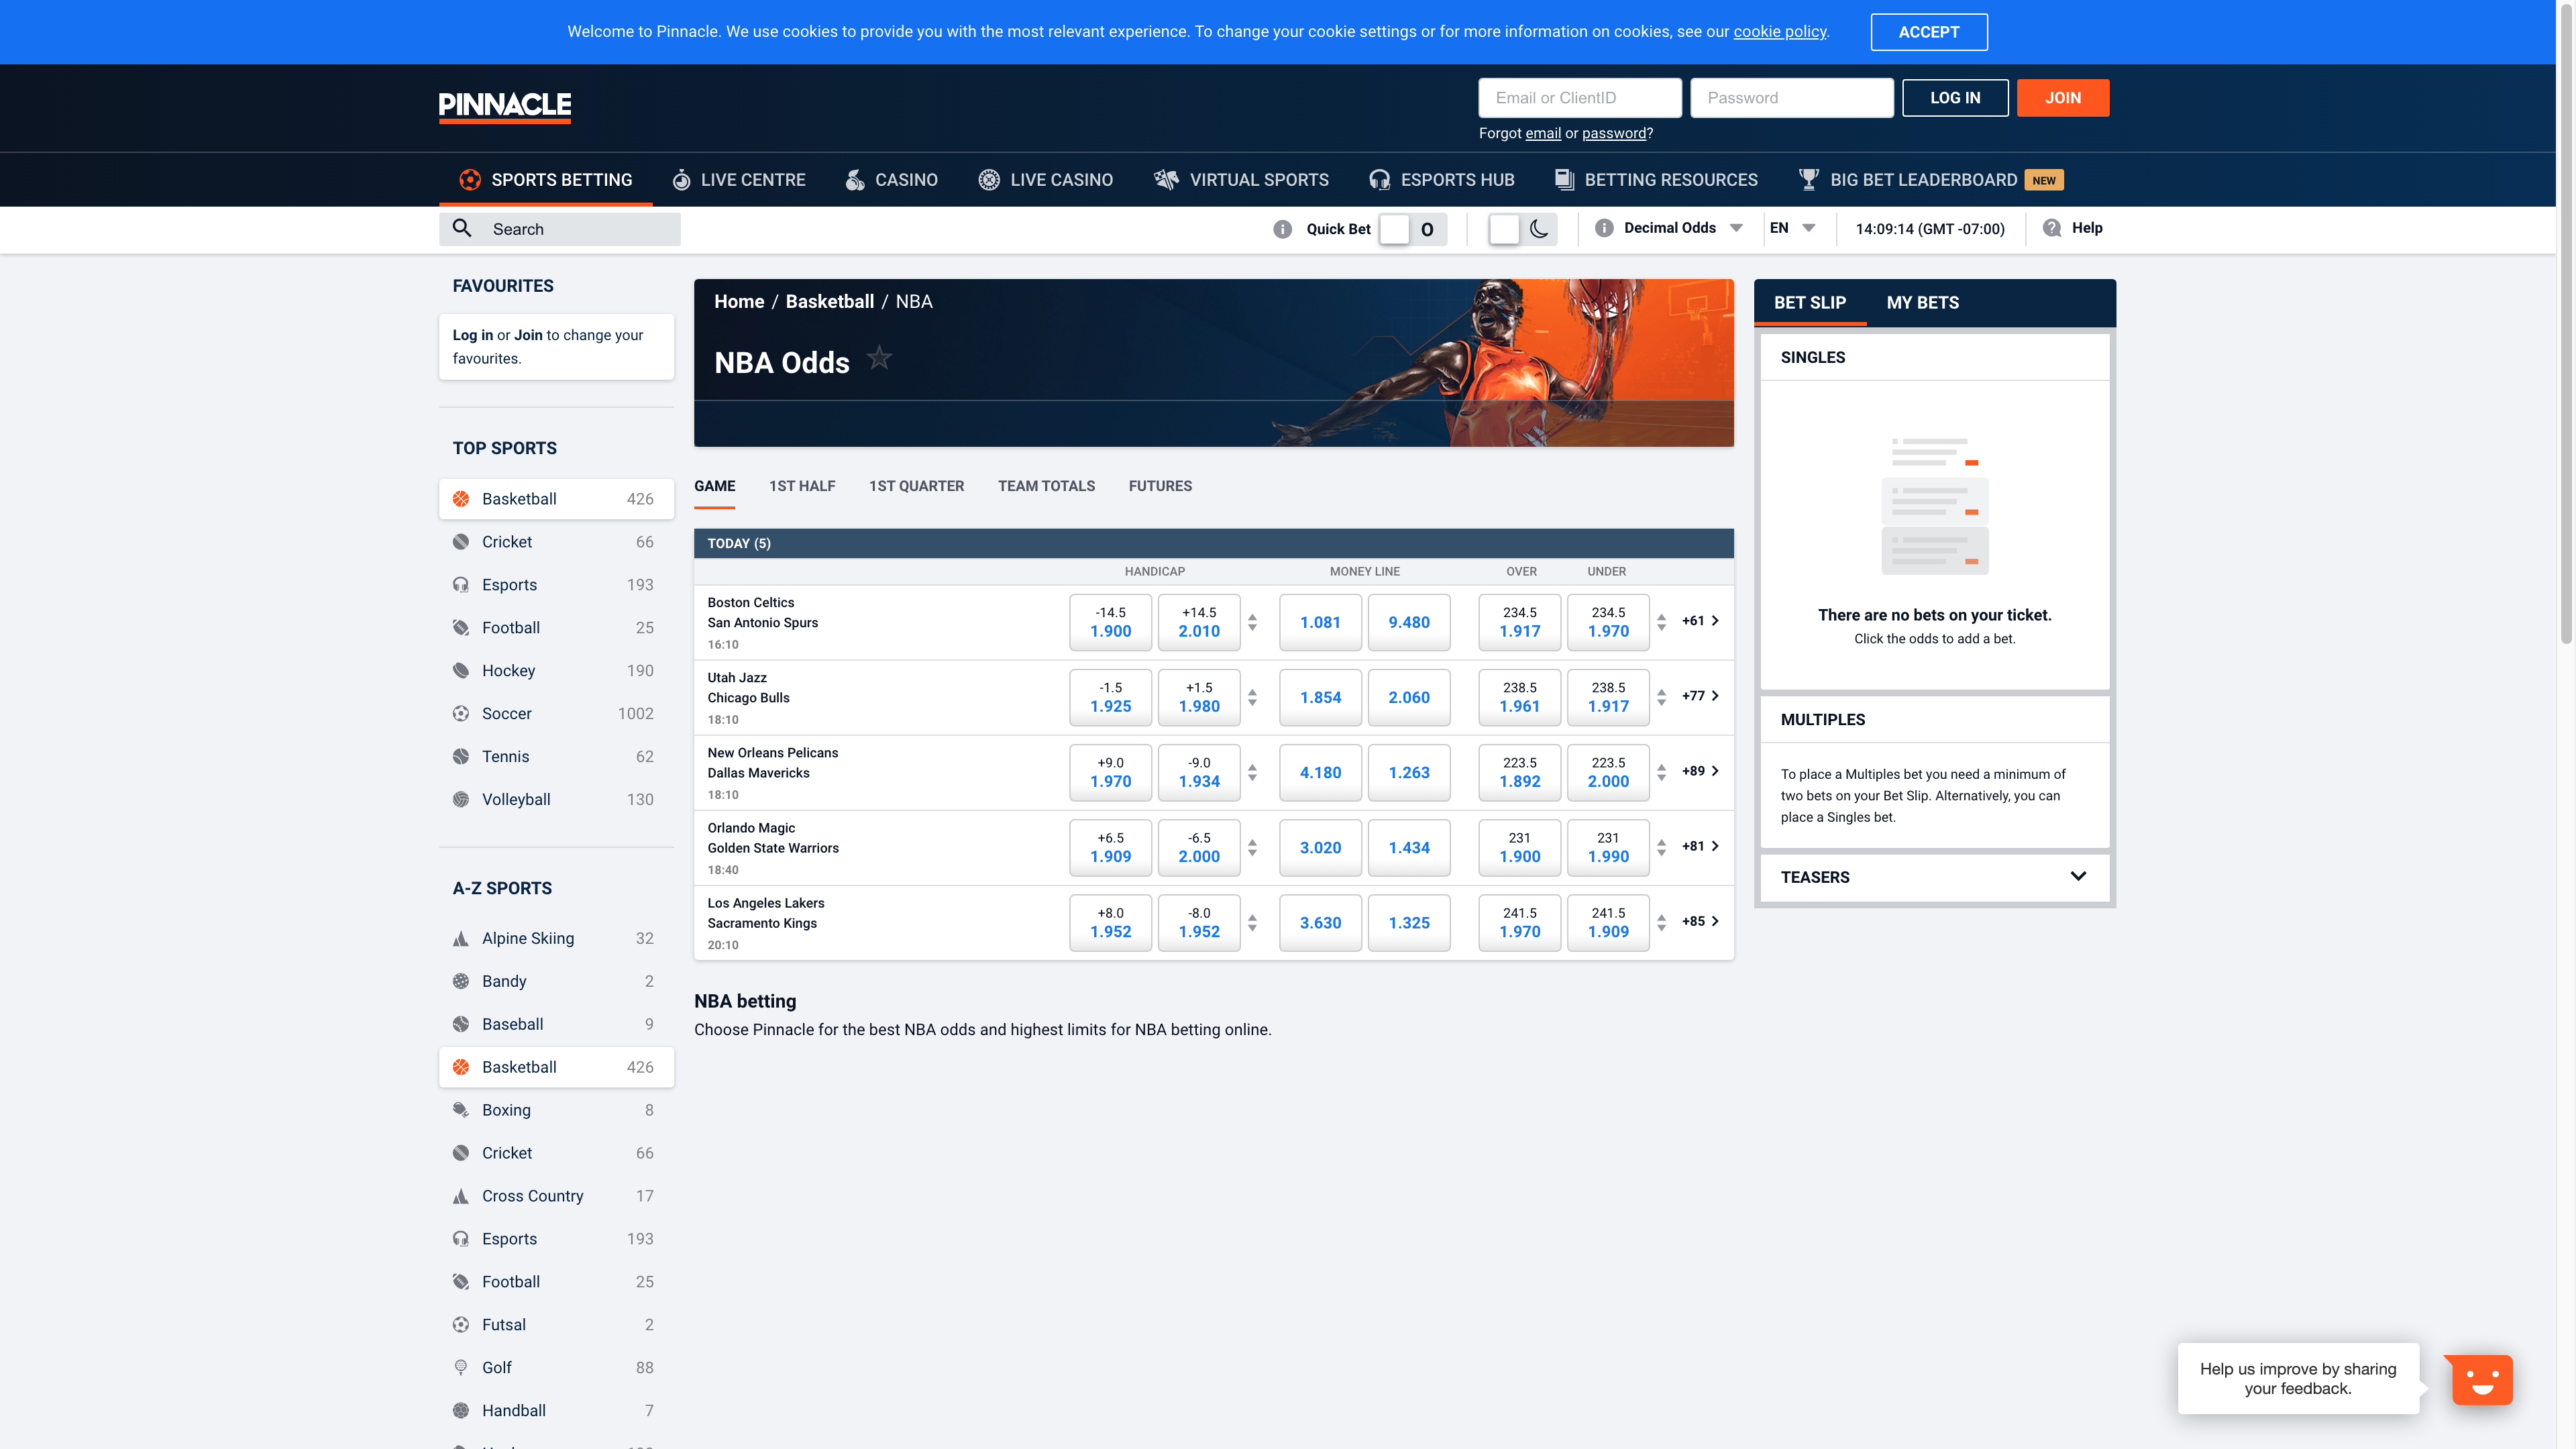 Welcome to Pinnacle. We use cookies to provide you with the most relevant experience. To change your cookie settings or for more information on cookies, see our cookie policy.
ACCEPT
PINNACLE
Email or ClientID
Password
LOG IN
JOIN
Forgot email or password?
SPORTS BETTING
LIVE CENTRE
CASINO
LIVE CASINO
VIRTUAL SPORTS
ESPORTS HUB
BETTING RESOURCES
BIG BET LEADERBOARD NEW
Search
Quick Bet O
Decimal Odds
EN
14:09:14 (GMT -07:00)
Help
FAVOURITES
Log in or Join to change your
favourites.
TOP SPORTS
Basketball 426
Cricket 66
Esports 193
Football 25
Hockey 190
Soccer 1002
Tennis 62
Volleyball 130
A-Z SPORTS
Alpine Skiing 32
Bandy 2
Baseball 9
Basketball 426
Boxing 8
Cricket 66
Cross Country 17
Esports 193
Football 25
Futsal 2
Golf 88
Handball 7
Home / Basketball / NBA
NBA Odds
GAME 1ST HALF 1ST QUARTER TEAM TOTALS FUTURES
TODAY (5)
HANDICAP MONEY LINE OVER UNDER
Boston Celtics
San Antonio Spurs
16:10
-14.5 +14.5 234.5 234.5
1.900 2.010 1.081 9.480 1.917 1.970 +61
Utah Jazz
Chicago Bulls
18:10
-1.5 +1.5 238.5 238.5
1.925 1.980 1.854 2.060 1.961 1.917 +77
New Orleans Pelicans
Dallas Mavericks
18:10
+9.0 -9.0 223.5 223.5
1.970 1.934 4.180 1.263 1.892 2.000 +89
Orlando Magic
Golden State Warriors
18:40
+6.5 -6.5 231 231
1.909 2.000 3.020 1.434 1.900 1.990 +81
Los Angeles Lakers
Sacramento Kings
20:10
+8.0 -8.0 241.5 241.5
1.952 1.952 3.630 1.325 1.970 1.909 +85
NBA betting
Choose Pinnacle for the best NBA odds and highest limits for NBA betting online.
BET SLIP MY BETS
SINGLES
There are no bets on your ticket.
Click the odds to add a bet.
MULTIPLES
To place a Multiples bet you need a minimum of
two bets on your Bet Slip. Alternatively, you can
place a Singles bet.
TEASERS
Help us improve by sharing
your feedback.